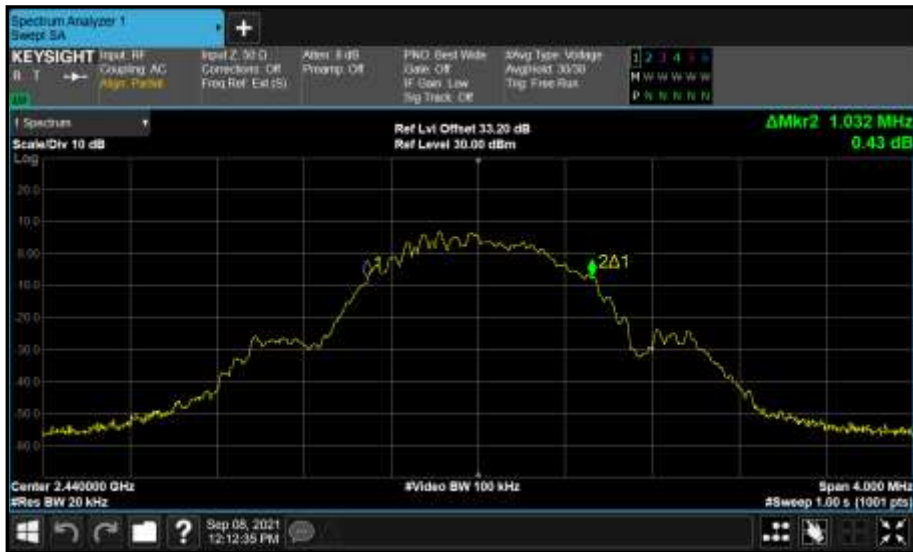 Spectrum Analyzer 1
Swept SA
KEYSIGHT Input: RF
R T Coupling: AC
Align: Partial
Input Z: 50 Ω
Corrections: Off
Freq Ref: Ext (S)
Atten: 8 dB
Preamp: Off
PNO: Best Wide
Gate: Off
IF Gain: Low
Sig Track: Off
#Avg Type: Voltage
Avg|Hold: 30/30
Trig: Free Run
1 2 3 4 5 6
M W W W W W
P N N N N N
1 Spectrum
Scale/Div 10 dB
Log
Ref Lvl Offset 33.20 dB
Ref Level 30.00 dBm
ΔMkr2 1.032 MHz
0.43 dB
20.0
10.0
0.00
-10.0
-20.0
-30.0
-40.0
-50.0
-60.0
2Δ1
Center 2.440000 GHz
#Res BW 20 kHz
#Video BW 100 kHz
Span 4.000 MHz
#Sweep 1.00 s (1001 pts)
?
Sep 08, 2021
12:12:35 PM